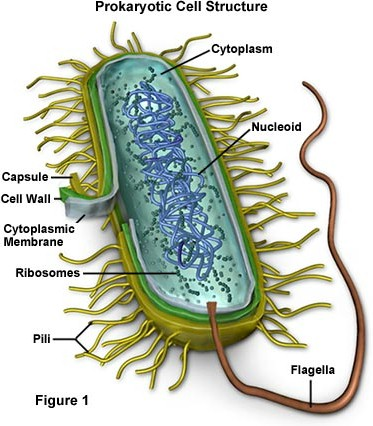 Prokaryotic Cell Structure
Cytoplasm
Nucleoid
Capsule
Cell Wall
Cytoplasmic
Membrane
Ribosomes
Pili
Flagella
Figure 1